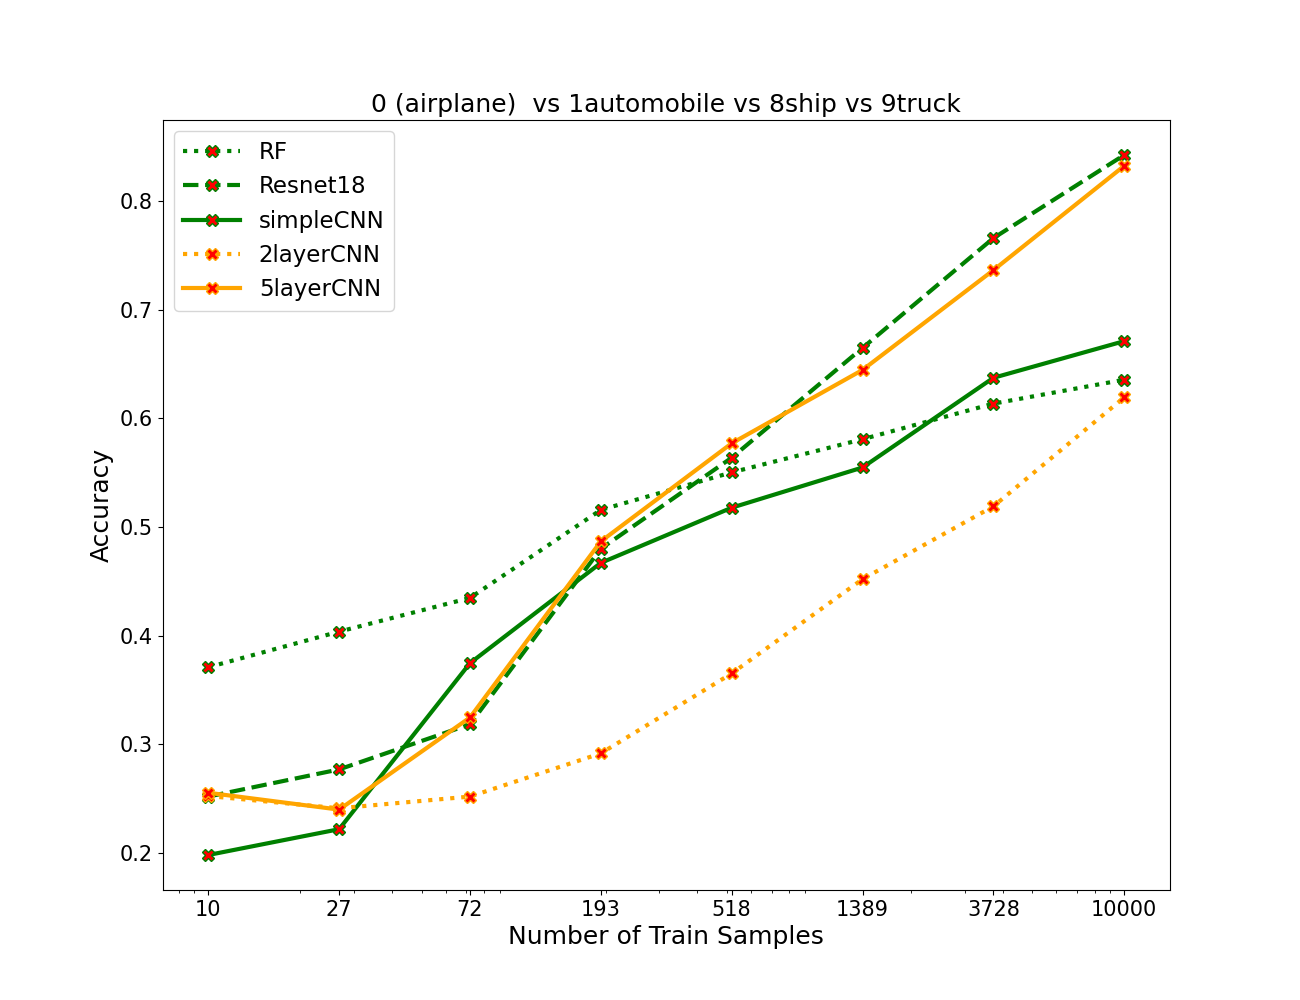 0 (airplane)  vs 1automobile vs 8ship vs 9truck
RF
Resnet18
simpleCNN
2layerCNN
5layerCNN
Accuracy
0.8
0.7
0.6
0.5
0.4
0.3
0.2
10 27 72 193 518 1389 3728 10000
Number of Train Samples